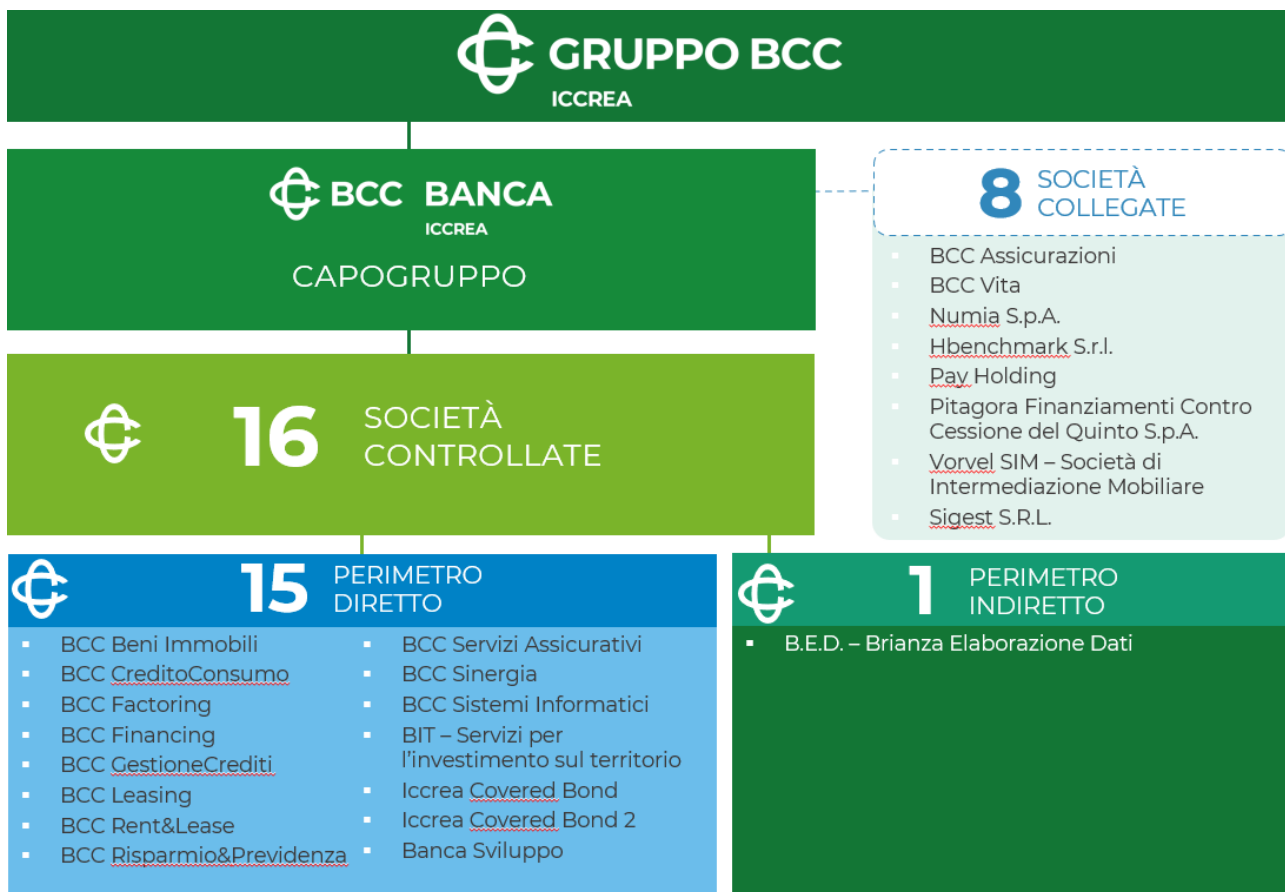 GRUPPO BCC
ICCREA
BCC BANCA
ICCREA
CAPOGRUPPO
8 SOCIETÀ
COLLEGATE
BCC Assicurazioni
BCC Vita
Numia S.p.A.
Hbenchmark S.r.l.
Pay Holding
Pitagora Finanziamenti Contro
Cessione del Quinto S.p.A.
Vorvel SIM – Società di
Intermediazione Mobiliare
Sigest S.R.L.
16 SOCIETÀ
CONTROLLATE
15 PERIMETRO
DIRETTO
BCC Beni Immobili
BCC CreditoConsumo
BCC Factoring
BCC Financing
BCC GestioneCrediti
BCC Leasing
BCC Rent&Lease
BCC Risparmio&Previdenza
BCC Servizi Assicurativi
BCC Sinergia
BCC Sistemi Informatici
BIT – Servizi per
l’investimento sul territorio
Iccrea Covered Bond
Iccrea Covered Bond 2
Banca Sviluppo
1 PERIMETRO
INDIRETTO
B.E.D. – Brianza Elaborazione Dati